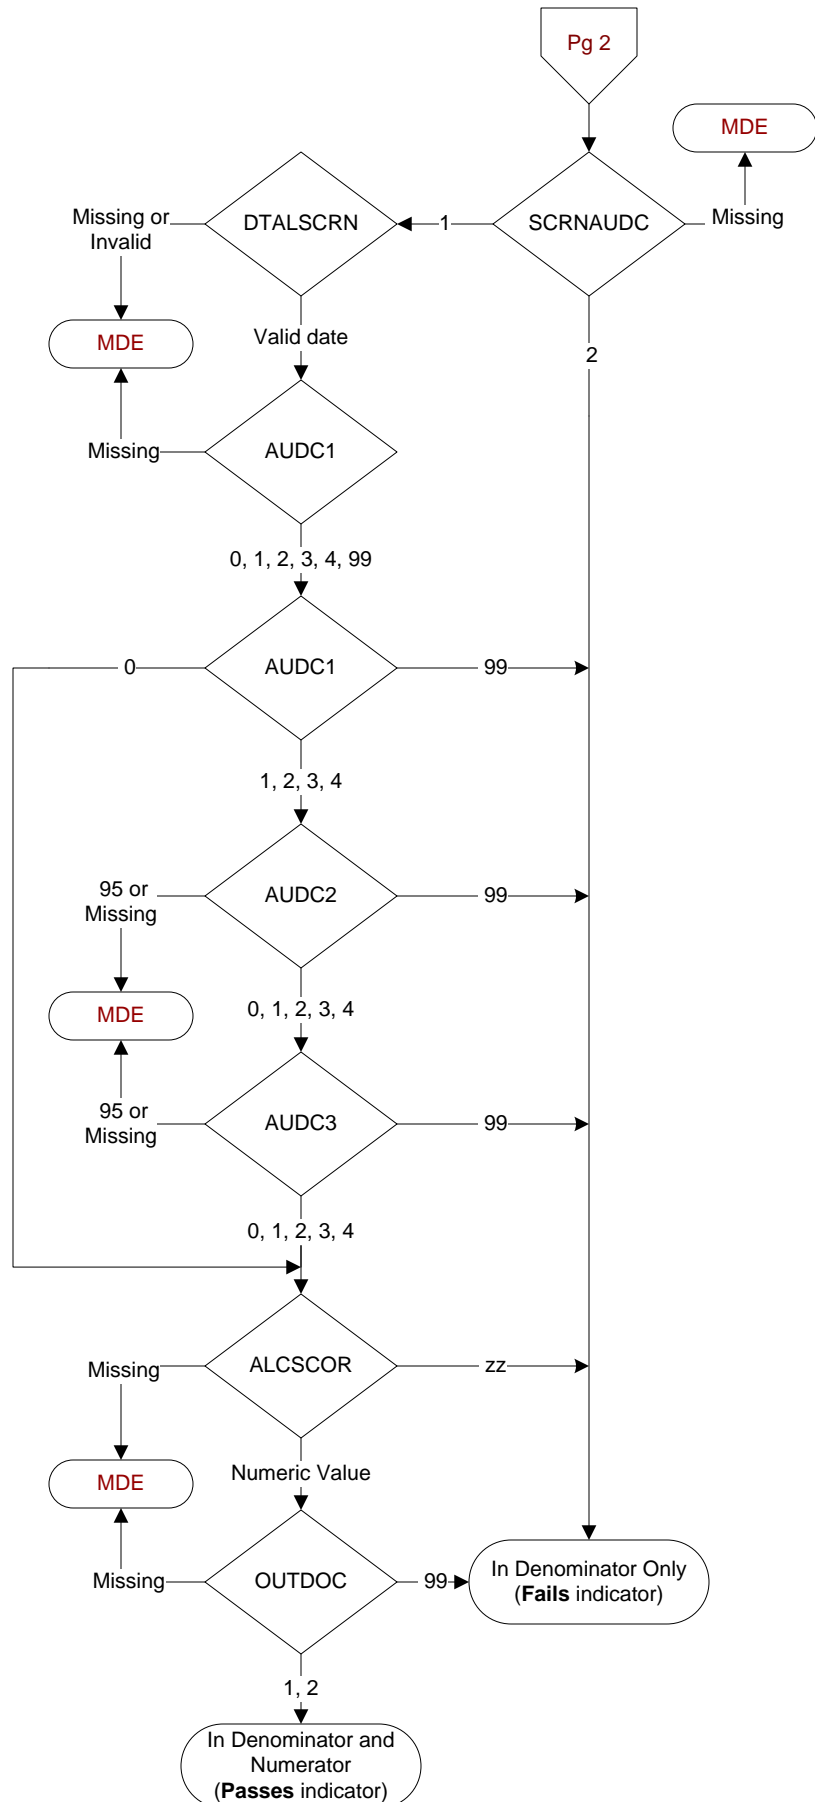 Pg 2
MDE
SCRNAUDC
Missing
1
DTALSCRN
Missing or
Invalid
MDE
Valid date
2
AUDC1
Missing
0, 1, 2, 3, 4, 99
AUDC1
0
99
1, 2, 3, 4
AUDC2
95 or
Missing
99
MDE
0, 1, 2, 3, 4
AUDC3
95 or
Missing
99
0, 1, 2, 3, 4
ALCSCOR
Missing
zz
MDE
Numeric Value
OUTDOC
Missing
99
In Denominator Only
(Fails indicator)
1, 2
In Denominator and
Numerator
(Passes indicator)